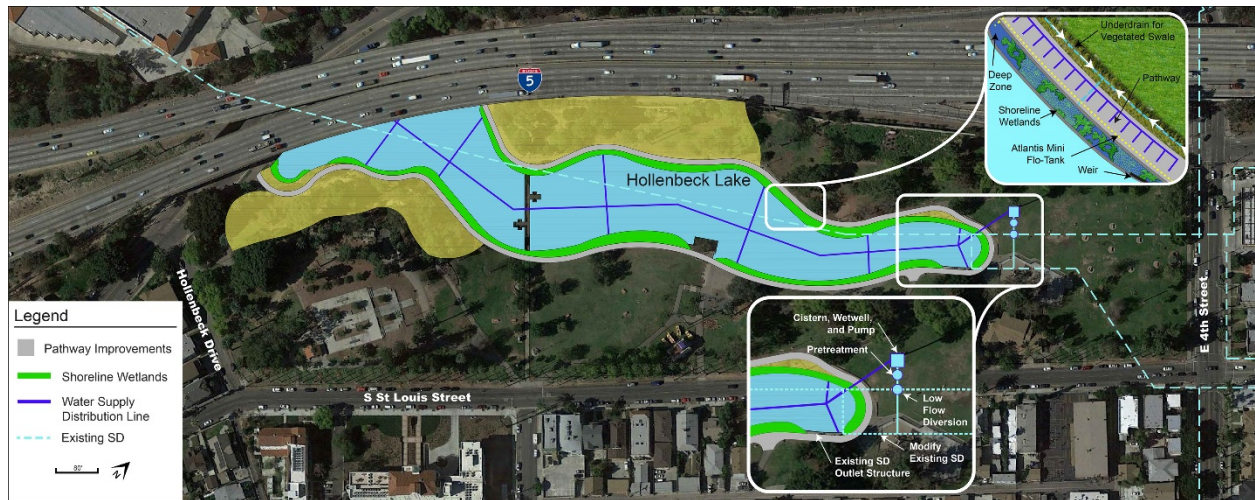 5
Underdrain for
Vegetated Swale
Deep
Zone
Pathway
Shoreline
Wetlands
Atlantis Mini
Flo-Tank
Weir
Hollenbeck Lake
Hollenbeck Drive
E 4th Street
Legend
Pathway Improvements
Shoreline Wetlands
Water Supply
Distribution Line
Existing SD
S St Louis Street
Cistern, Wetwell,
and Pump
Pretreatment
Low
Flow
Diversion
Modify
Existing SD
Existing SD
Outlet Structure